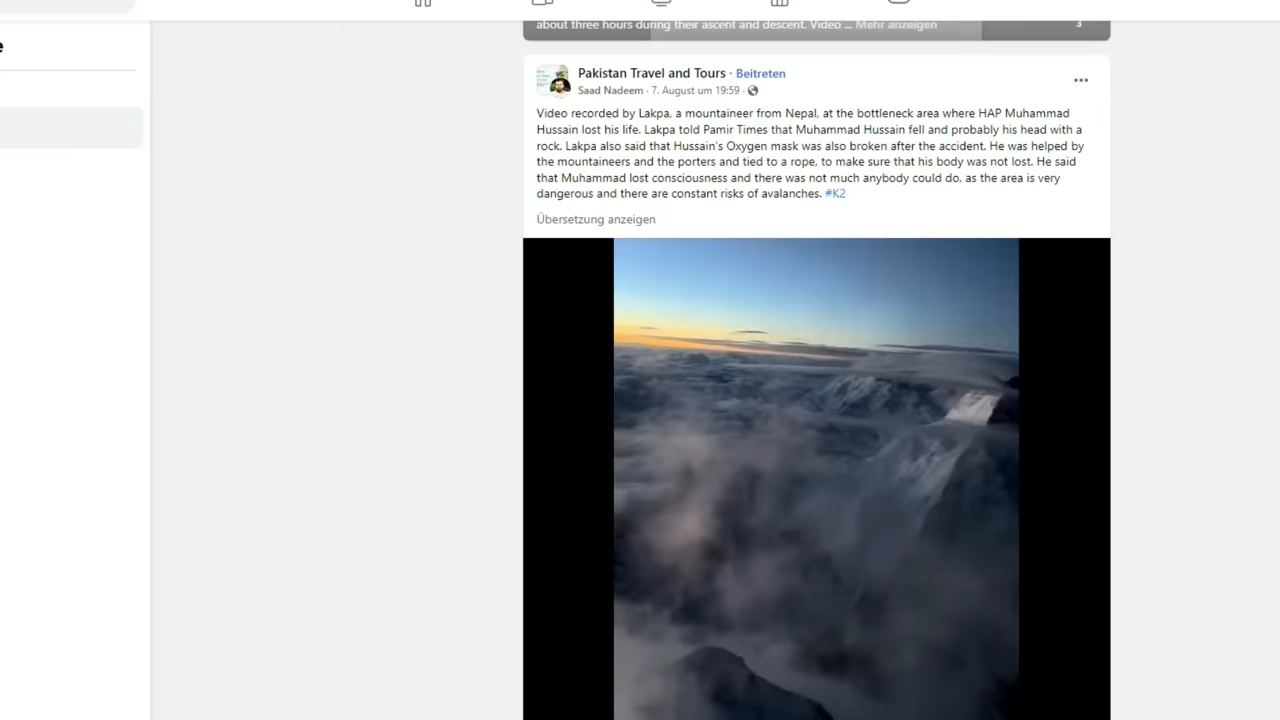 e
about three hours during their ascent and descent. Video ... Mehr anzeigen
3
Pakistan Travel and Tours · Beitreten
Saad Nadeem · 7. August um 19:59 ·
Video recorded by Lakpa, a mountaineer from Nepal, at the bottleneck area where HAP Muhammad
Hussain lost his life. Lakpa told Pamir Times that Muhammad Hussain fell and probably his head with a
rock. Lakpa also said that Hussain's Oxygen mask was also broken after the accident. He was helped by
the mountaineers and the porters and tied to a rope, to make sure that his body was not lost. He said
that Muhammad lost consciousness and there was not much anybody could do, as the area is very
dangerous and there are constant risks of avalanches. #K2
Übersetzung anzeigen